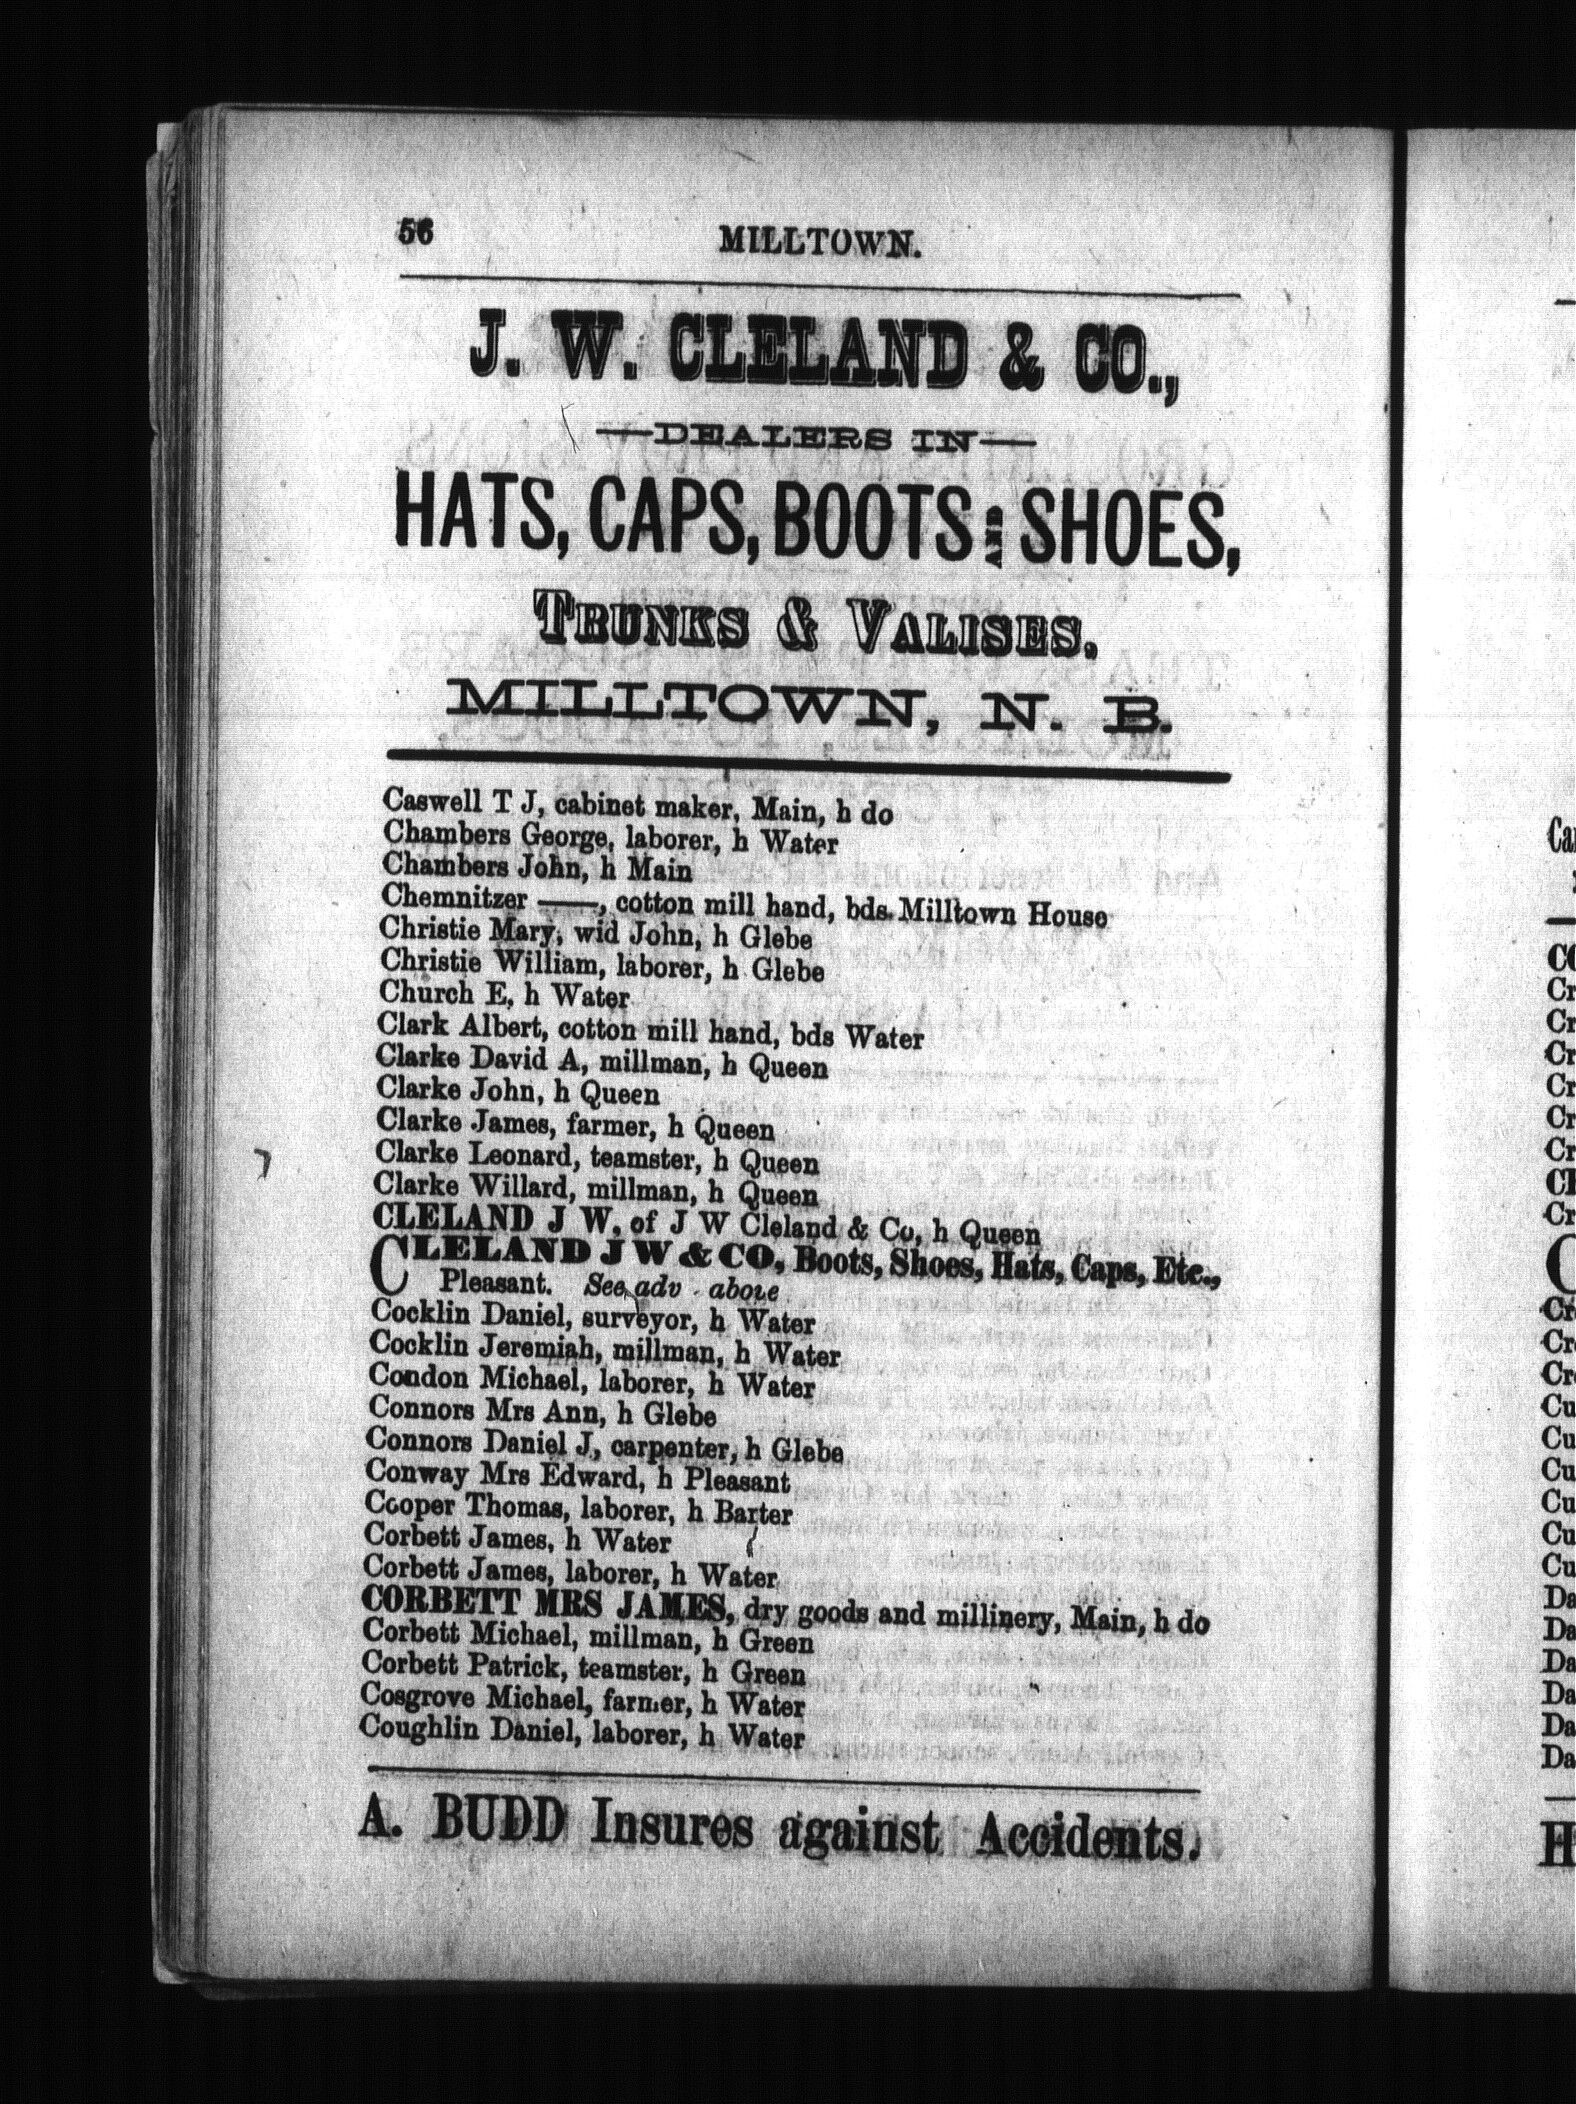 56
MILLTOWN.
J. W. CLELAND & CO.,
—DEALERS IN—
HATS, CAPS, BOOTS AND SHOES,
TRUNKS & VALISES.
MILLTOWN, N. B.
Caswell T J, cabinet maker, Main, h do
Chambers George, laborer, h Water
Chambers John, h Main
Chemnitzer ——, cotton mill hand, bds. Milltown House
Christie Mary, wid John, h Glebe
Christie William, laborer, h Glebe
Church E, h Water
Clark Albert, cotton mill hand, bds Water
Clarke David A, millman, h Queen
Clarke John, h Queen
Clarke James, farmer, h Queen
Clarke Leonard, teamster, h Queen
Clarke Willard, millman, h Queen
CLELAND J W, of J W Cleland & Co, h Queen
CLELAND J W & CO, Boots, Shoes, Hats, Caps, Etc.,
Pleasant. See adv above
Cocklin Daniel, surveyor, h Water
Cocklin Jeremiah, millman, h Water
Condon Michael, laborer, h Water
Connors Mrs Ann, h Glebe
Connors Daniel J, carpenter, h Glebe
Conway Mrs Edward, h Pleasant
Cooper Thomas, laborer, h Barter
Corbett James, h Water
Corbett James, laborer, h Water
CORBETT MRS JAMES, dry goods and millinery, Main, h do
Corbett Michael, millman, h Green
Corbett Patrick, teamster, h Green
Cosgrove Michael, farmer, h Water
Coughlin Daniel, laborer, h Water
A. BUDD Insures against Accidents.